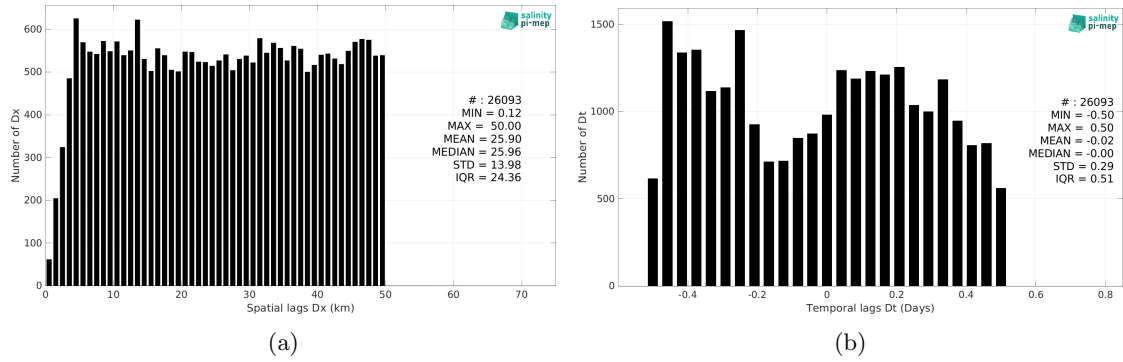 600
500
400
300
200
100
0
Number of Dx
0 10 20 30 40 50 60 70
Spatial lags Dx (km)
salinity
pi-mep
# : 26093
MIN = 0.12
MAX = 50.00
MEAN = 25.90
MEDIAN = 25.96
STD = 13.98
IQR = 24.36
(a)
1500
1000
500
0
Number of Dt
-0.4 -0.2 0 0.2 0.4 0.6 0.8
Temporal lags Dt (Days)
salinity
pi-mep
# : 26093
MIN = -0.50
MAX = 0.50
MEAN = -0.02
MEDIAN = -0.00
STD = 0.29
IQR = 0.51
(b)